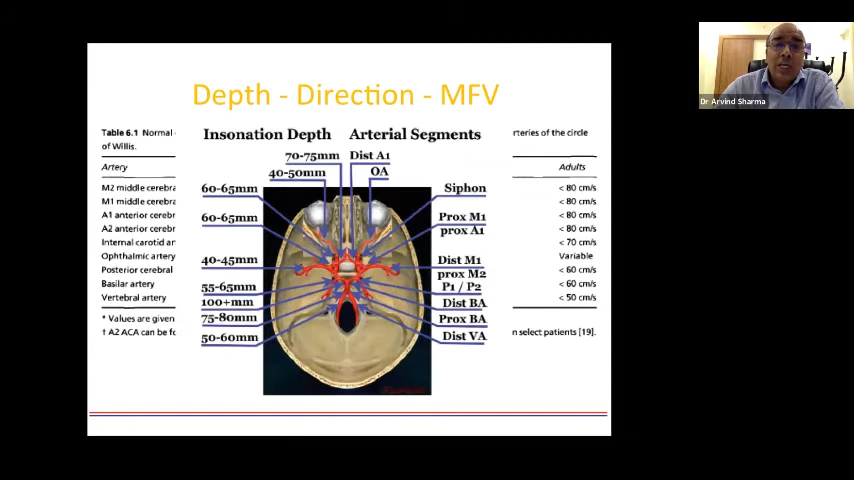 Depth - Direction - MFV
Table 6.1 Normal
of Willis.
rteries of the circle
Artery
Adults
M2 middle cerebra
< 80 cm/s
M1 middle cerebra
< 80 cm/s
A1 anterior cerebr
< 80 cm/s
A2 anterior cerebr
< 80 cm/s
Internal carotid ar
< 70 cm/s
Ophthalmic artery
Variable
Posterior cerebral
< 60 cm/s
Basilar artery
< 60 cm/s
Vertebral artery
< 50 cm/s
* Values are given
† A2 ACA can be fo
n select patients [19].
Insonation Depth Arterial Segments
70-75mm Dist A1
40-50mm OA
60-65mm Siphon
60-65mm Prox M1
prox A1
40-45mm Dist M1
prox M2
55-65mm P1 / P2
100+mm Dist BA
75-80mm Prox BA
50-60mm Dist VA
Dr Arvind Sharma